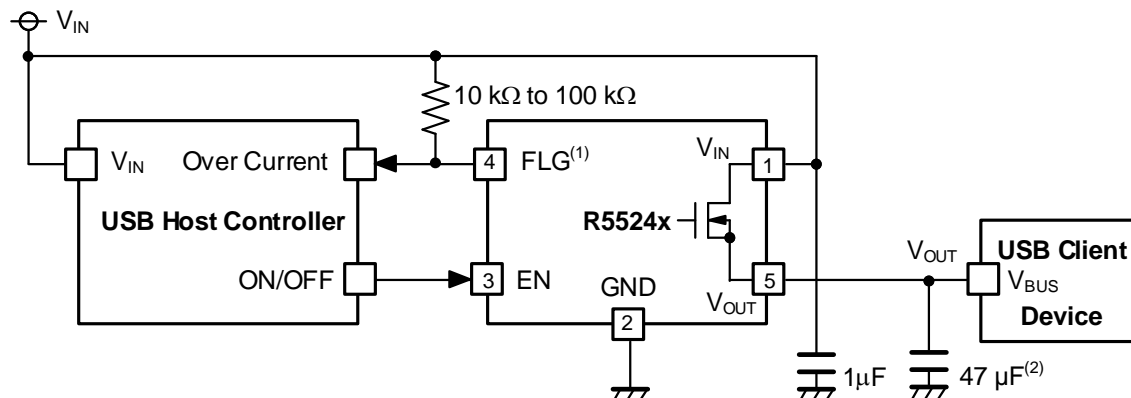 V_IN
10 kΩ to 100 kΩ
V_IN
Over Current
4
FLG(1)
V_IN
1
USB Host Controller
R5524x
ON/OFF
3
EN
GND
2
V_OUT
5
V_OUT
USB Client
V_BUS
Device
1µF
47 µF(2)